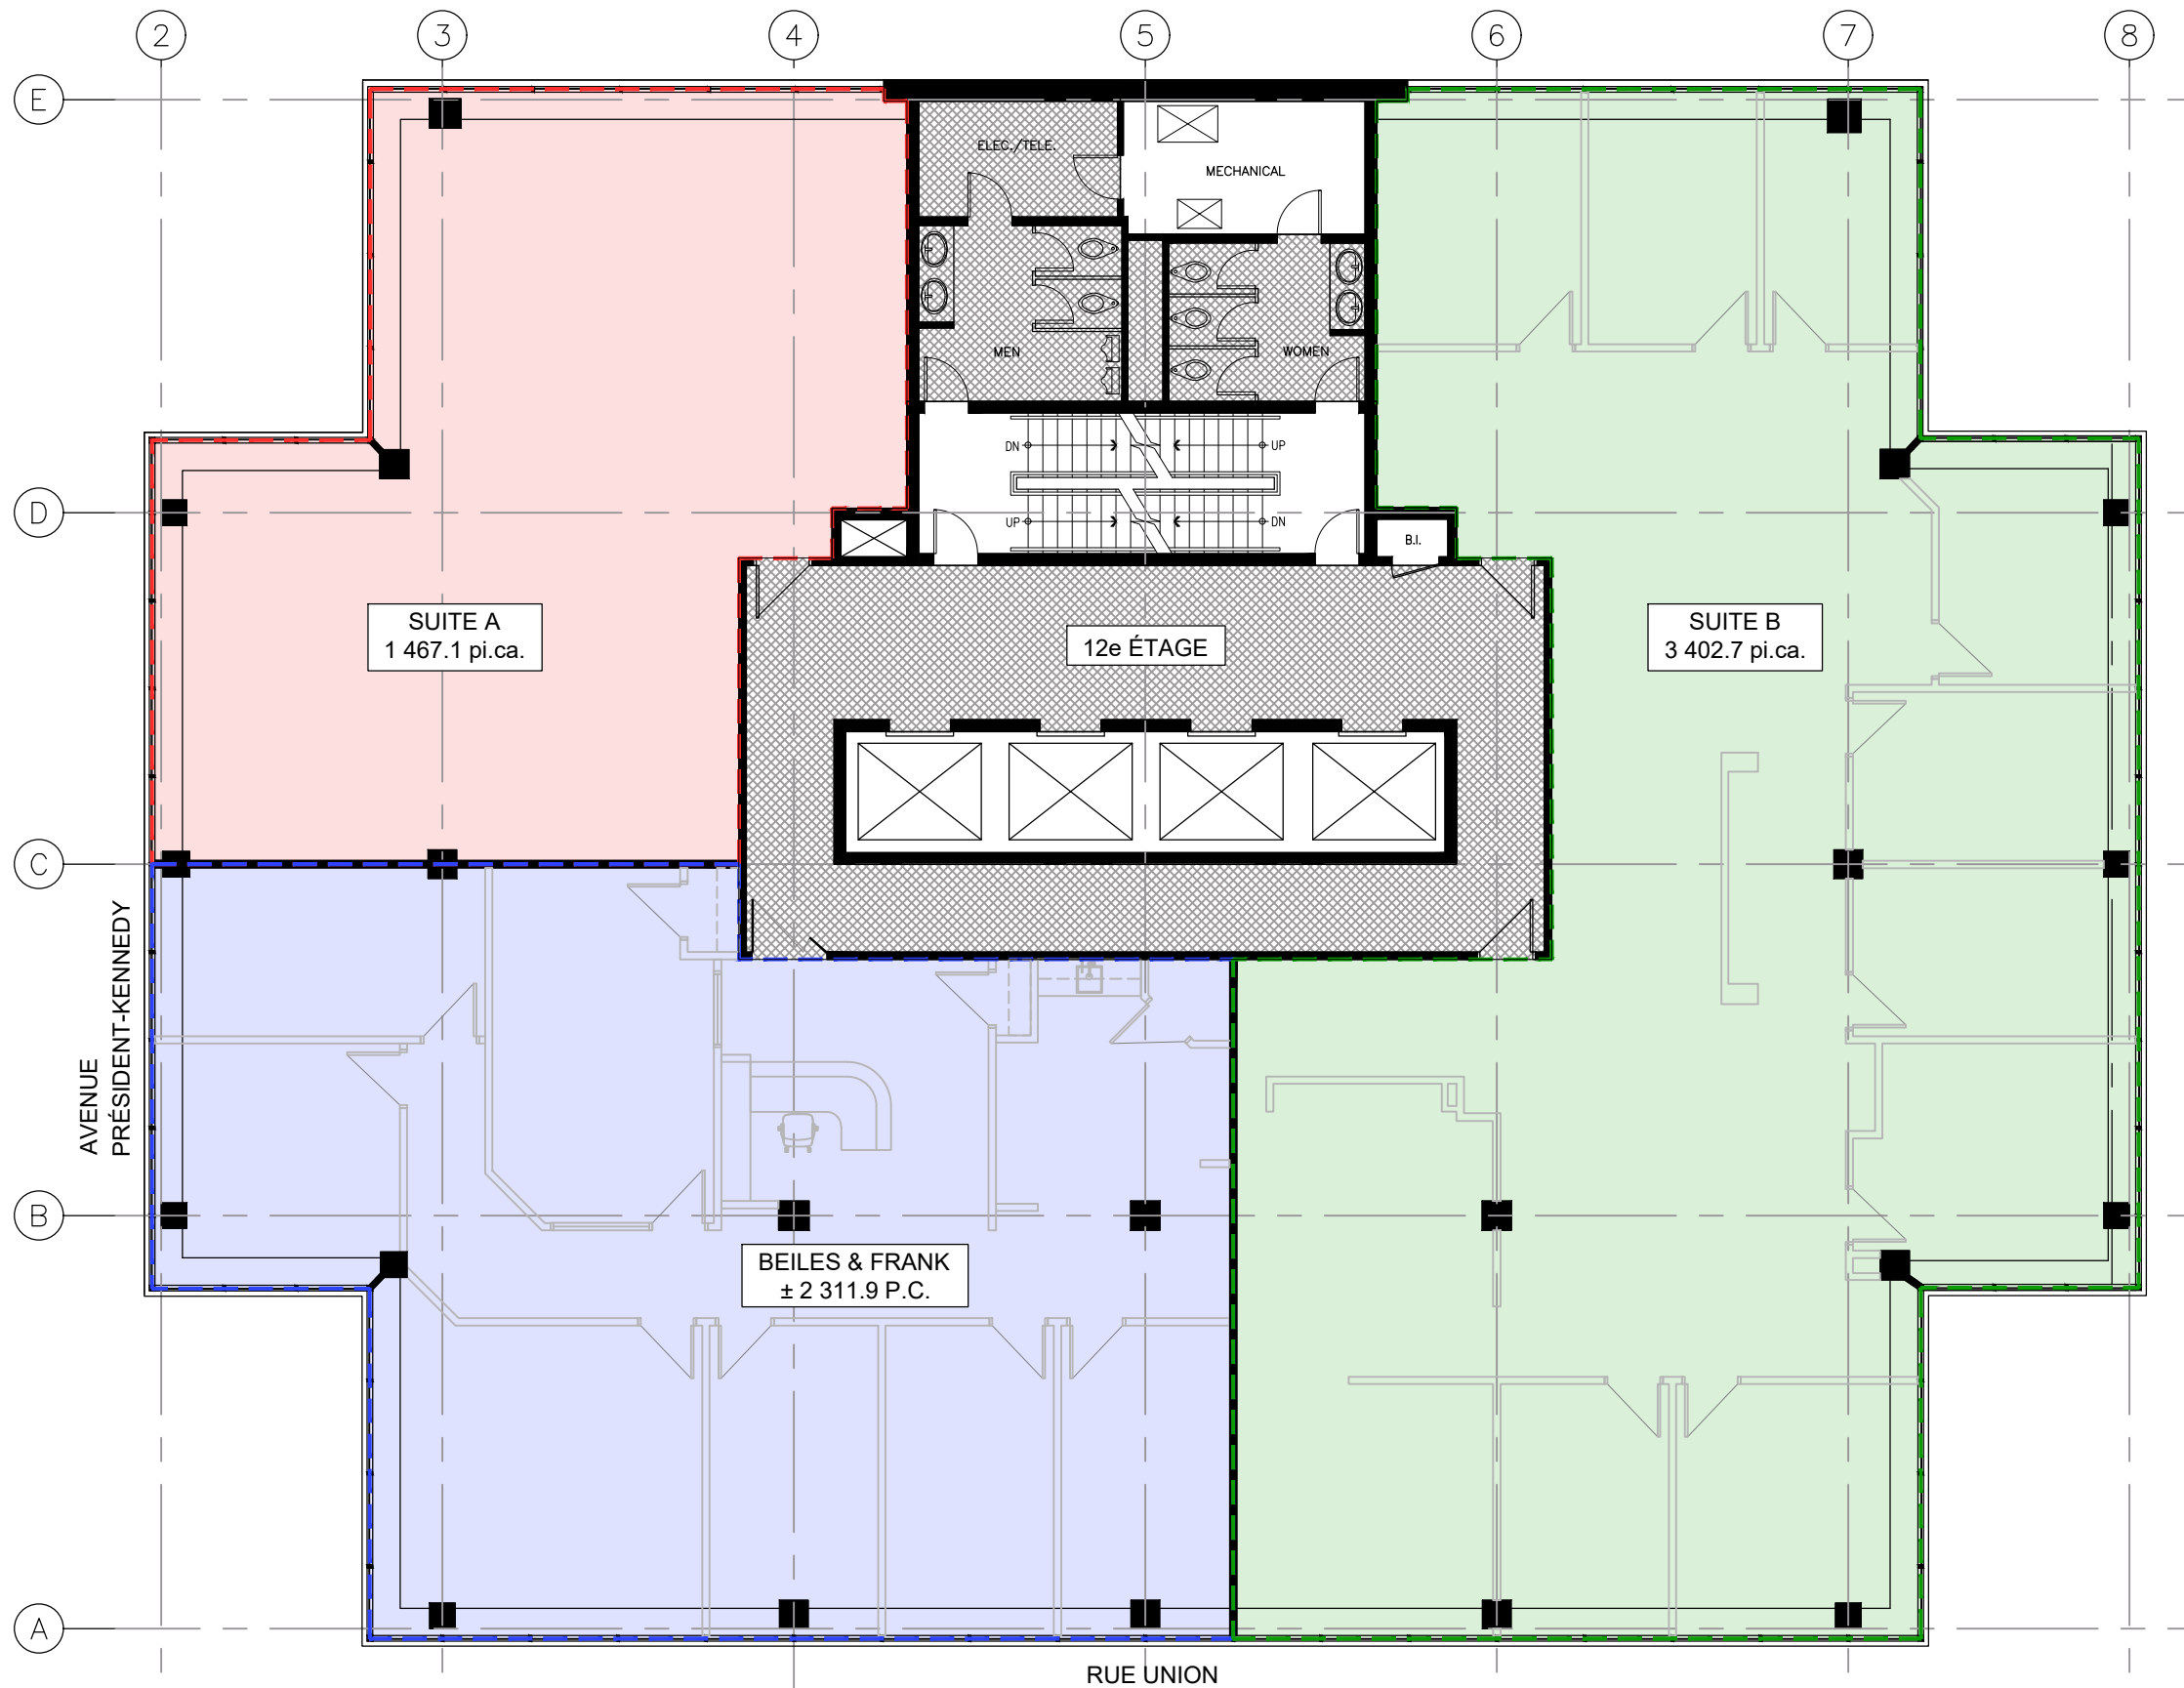 2
3
4
5
6
7
8
E
ELEC./TELE.
MECHANICAL
MEN
WOMEN
DN
UP
D
UP
DN
B.I.
SUITE A
1 467.1 pi.ca.
12e ÉTAGE
SUITE B
3 402.7 pi.ca.
C
AVENUE
PRÉSIDENT-KENNEDY
B
BEILES & FRANK
± 2 311.9 P.C.
A
RUE UNION